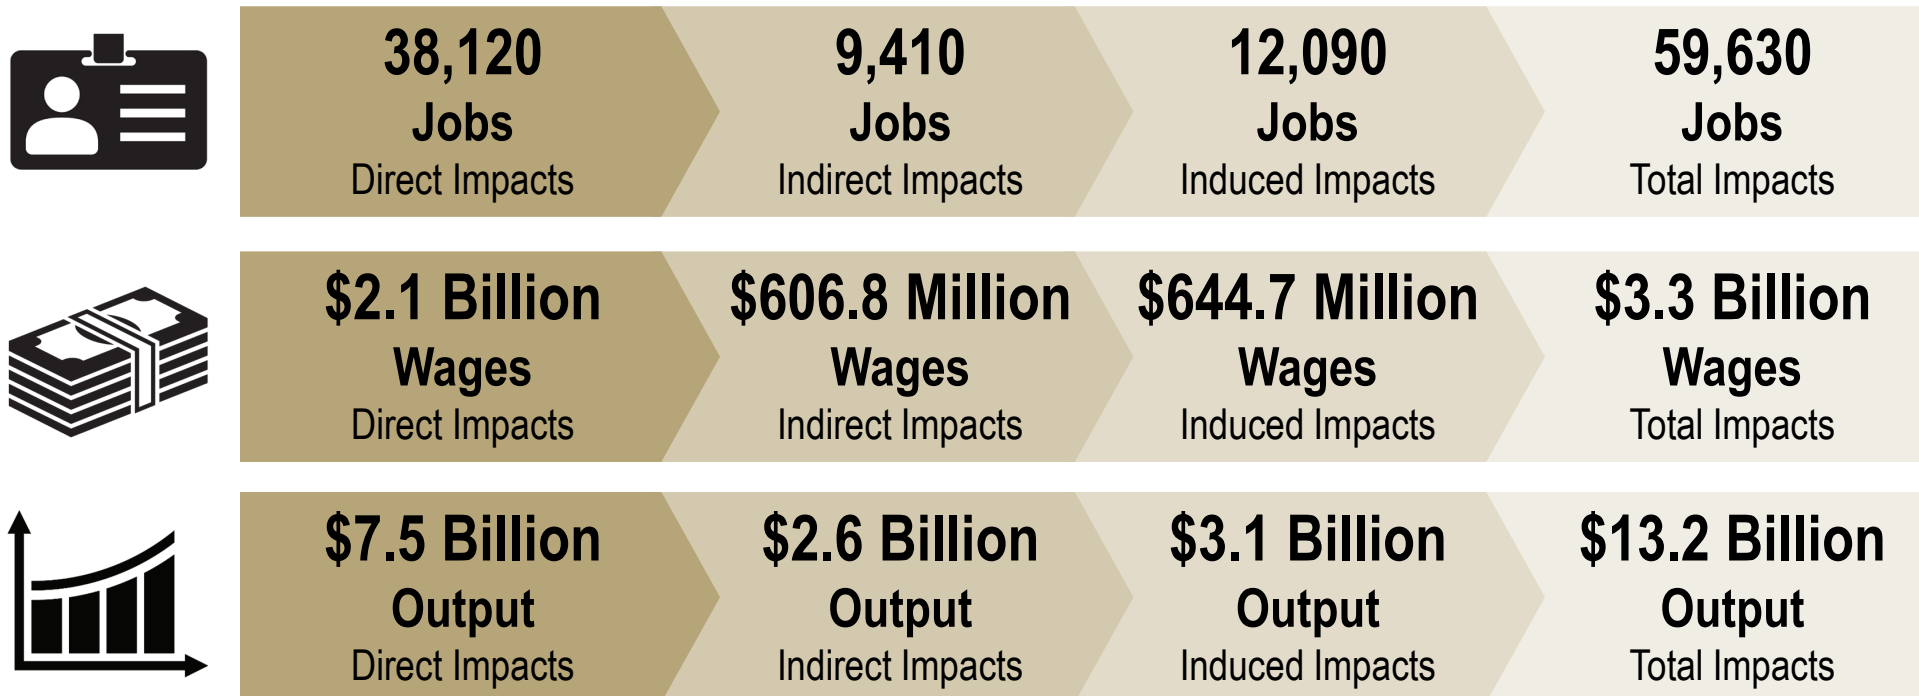 38,120
Jobs
Direct Impacts
9,410
Jobs
Indirect Impacts
12,090
Jobs
Induced Impacts
59,630
Jobs
Total Impacts
$2.1 Billion
Wages
Direct Impacts
$606.8 Million
Wages
Indirect Impacts
$644.7 Million
Wages
Induced Impacts
$3.3 Billion
Wages
Total Impacts
$7.5 Billion
Output
Direct Impacts
$2.6 Billion
Output
Indirect Impacts
$3.1 Billion
Output
Induced Impacts
$13.2 Billion
Output
Total Impacts